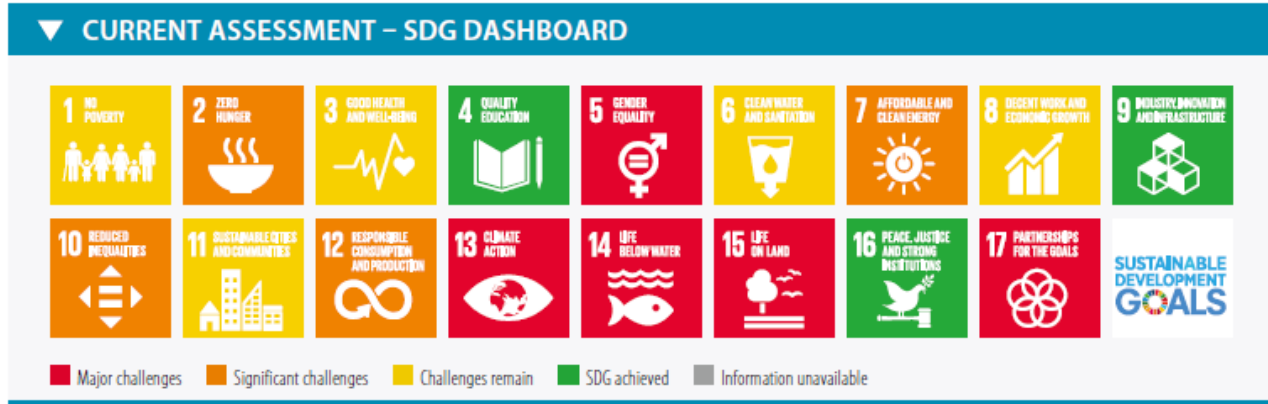 ▼ CURRENT ASSESSMENT – SDG DASHBOARD
1 NO
POVERTY
2 ZERO
HUNGER
3 GOOD HEALTH
AND WELL-BEING
4 QUALITY
EDUCATION
5 GENDER
EQUALITY
6 CLEAN WATER
AND SANITATION
7 AFFORDABLE AND
CLEAN ENERGY
8 DECENT WORK AND
ECONOMIC GROWTH
9 INDUSTRY, INNOVATION
AND INFRASTRUCTURE
10 REDUCED
INEQUALITIES
11 SUSTAINABLE CITIES
AND COMMUNITIES
12 RESPONSIBLE
CONSUMPTION
AND PRODUCTION
13 CLIMATE
ACTION
14 LIFE
BELOW WATER
15 LIFE
ON LAND
16 PEACE, JUSTICE
AND STRONG
INSTITUTIONS
17 PARTNERSHIPS
FOR THE GOALS
SUSTAINABLE
DEVELOPMENT
GOALS
Major challenges Significant challenges Challenges remain SDG achieved Information unavailable